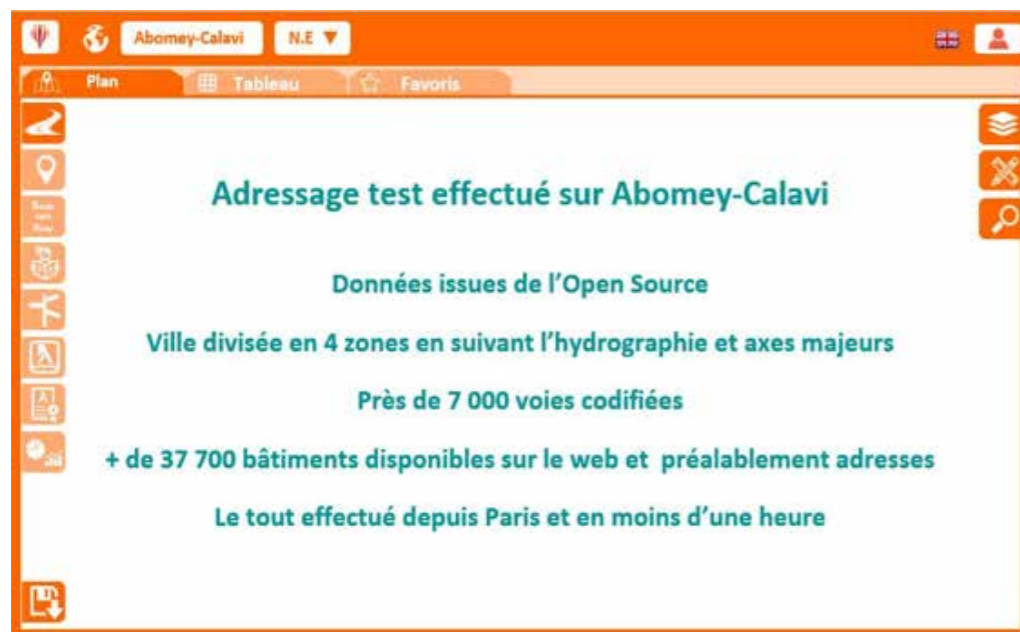 Abomey-Calavi N.E
Plan Tableau Favoris
Adressage test effectué sur Abomey-Calavi
Données issues de l'Open Source
Ville divisée en 4 zones en suivant l'hydrographie et axes majeurs
Près de 7 000 voies codifiées
+ de 37 700 bâtiments disponibles sur le web et préalablement adresses
Le tout effectué depuis Paris et en moins d'une heure